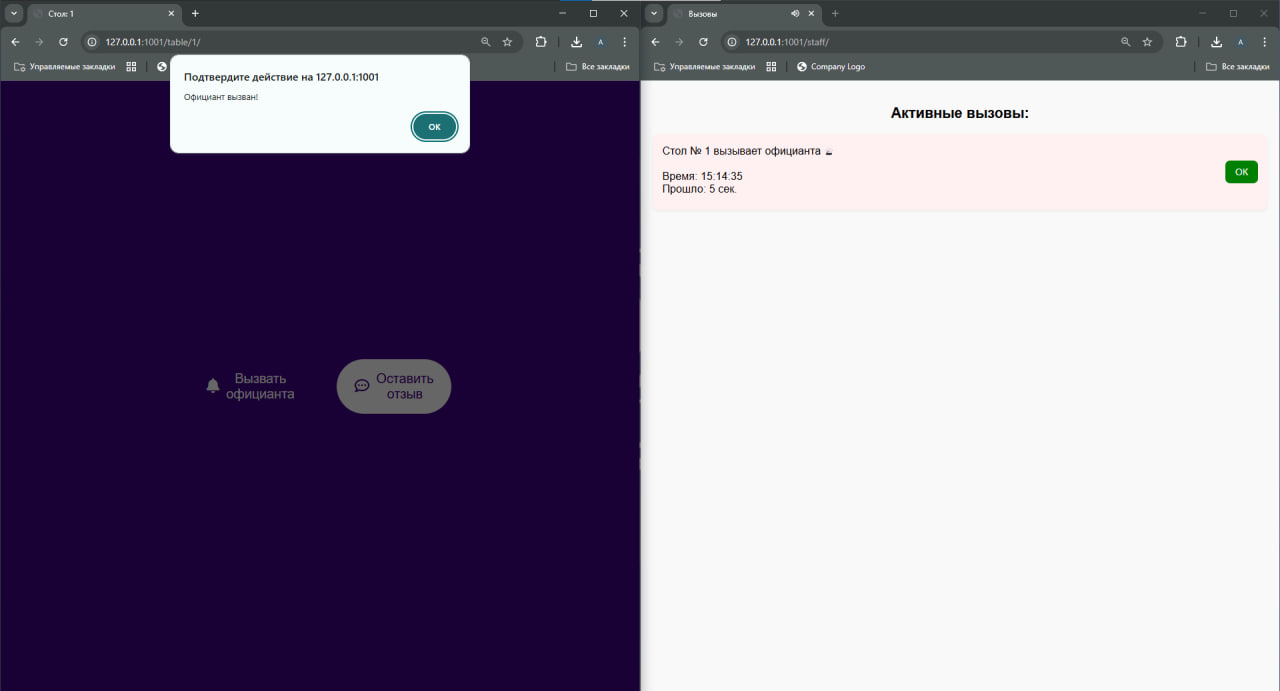 Стол: 1
127.0.0.1:1001/table/1/
A
Управляемые закладки
Все закладки
Подтвердите действие на 127.0.0.1:1001
Официант вызван!
ОК
Вызвать
официанта
Оставить
отзыв
Вызовы
127.0.0.1:1001/staff/
A
Управляемые закладки
Company Logo
Все закладки
Активные вызовы:
Стол № 1 вызывает официанта
Время: 15:14:35
Прошло: 5 сек.
ОК